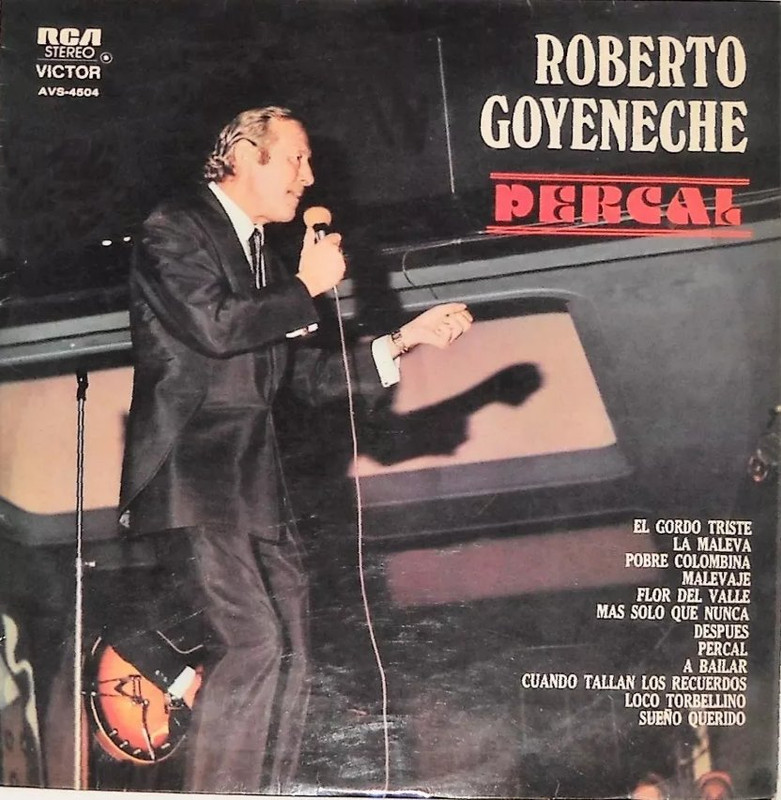 RCA
STEREO
VICTOR
AVS-4504
ROBERTO
GOYENECHE
PERCAL
EL GORDO TRISTE
LA MALEVA
POBRE COLOMBINA
MALEVAJE
FLOR DEL VALLE
MAS SOLO QUE NUNCA
DESPUES
PERCAL
A BAILAR
CUANDO TALLAN LOS RECUERDOS
LOCO TORBELLINO
SUEÑO QUERIDO